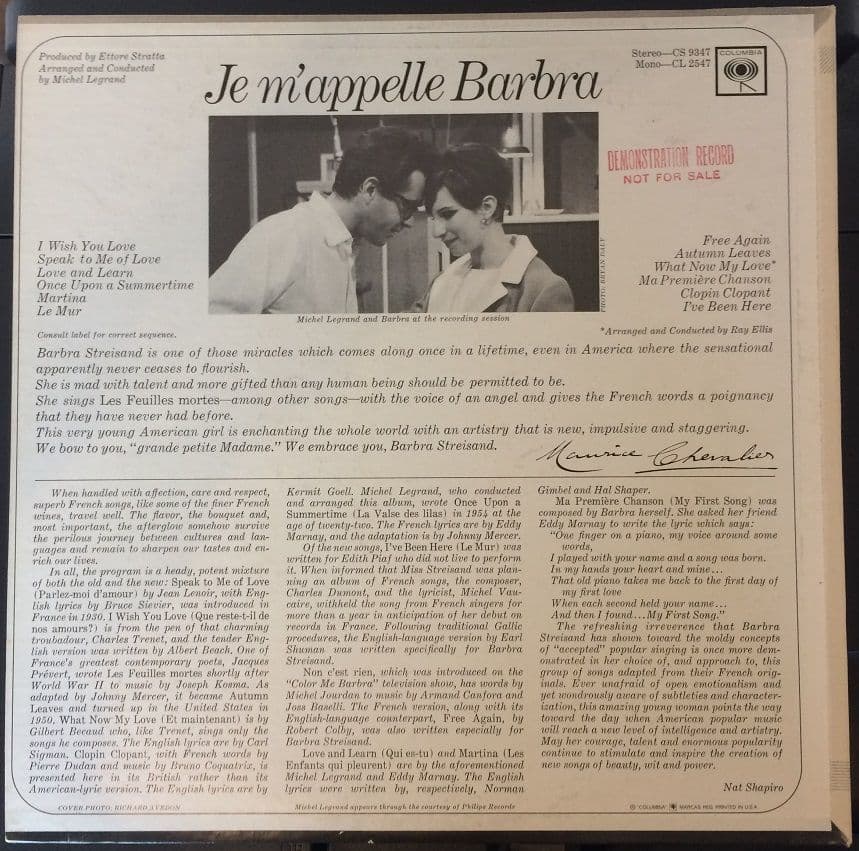 Produced by Ettore Stratta
Arranged and Conducted
by Michel Legrand
Je m'appelle Barbra
Stereo—CS 9347
Mono—CL 2547
COLUMBIA
DEMONSTRATION RECORD
NOT FOR SALE
I Wish You Love
Speak to Me of Love
Love and Learn
Once Upon a Summertime
Martina
Le Mur
Consult label for correct sequence.
PHOTO: BRYAN DALY
Michel Legrand and Barbra at the recording session
Free Again
Autumn Leaves
What Now My Love*
Ma Première Chanson
Clopin Clopant
I've Been Here
*Arranged and Conducted by Ray Ellis
Barbra Streisand is one of those miracles which comes along once in a lifetime, even in America where the sensational
apparently never ceases to flourish.
She is mad with talent and more gifted than any human being should be permitted to be.
She sings Les Feuilles mortes—among other songs—with the voice of an angel and gives the French words a poignancy
that they have never had before.
This very young American girl is enchanting the whole world with an artistry that is new, impulsive and staggering.
We bow to you, "grande petite Madame." We embrace you, Barbra Streisand.
Maurice Chevalier
When handled with affection, care and respect,
superb French songs, like some of the finer French
wines, travel well. The flavor, the bouquet and,
most important, the afterglow somehow survive
the perilous journey between cultures and lan-
guages and remain to sharpen our tastes and en-
rich our lives.
In all, the program is a heady, potent mixture
of both the old and the new: Speak to Me of Love
(Parlez-moi d'amour) by Jean Lenoir, with Eng-
lish lyrics by Bruce Sievier, was introduced in
France in 1930. I Wish You Love (Que reste-t-il de
nos amours?) is from the pen of that charming
troubadour, Charles Trenet, and the tender Eng-
lish version was written by Albert Beach. One of
France's greatest contemporary poets, Jacques
Prévert, wrote Les Feuilles mortes shortly after
World War II to music by Joseph Kosma. As
adapted by Johnny Mercer, it became Autumn
Leaves and turned up in the United States in
1950. What Now My Love (Et maintenant) is by
Gilbert Becaud who, like Trenet, sings only the
songs he composes. The English lyrics are by Carl
Sigman. Clopin Clopant, with French words by
Pierre Dudan and music by Bruno Coquatrix, is
presented here in its British rather than its
American-lyric version. The English lyrics are by
Kermit Goell. Michel Legrand, who conducted
and arranged this album, wrote Once Upon a
Summertime (La Valse des lilas) in 1954 at the
age of twenty-two. The French lyrics are by Eddy
Marnay, and the adaptation is by Johnny Mercer.
Of the new songs, I've Been Here (Le Mur) was
written for Edith Piaf who did not live to perform
it. When informed that Miss Streisand was plan-
ning an album of French songs, the composer,
Charles Dumont, and the lyricist, Michel Vau-
caire, withheld the song from French singers for
more than a year in anticipation of her debut on
records in France. Following traditional Gallic
procedures, the English-language version by Earl
Shuman was written specifically for Barbra
Streisand.
Non c'est rien, which was introduced on the
"Color Me Barbra" television show, has words by
Michel Jourdan to music by Armand Canfora and
Joss Baselli. The French version, along with its
English-language counterpart, Free Again, by
Robert Colby, was also written especially for
Barbra Streisand.
Love and Learn (Qui es-tu) and Martina (Les
Enfants qui pleurent) are by the aforementioned
Michel Legrand and Eddy Marnay. The English
lyrics were written by, respectively, Norman
Gimbel and Hal Shaper.
Ma Première Chanson (My First Song) was
composed by Barbra herself. She asked her friend
Eddy Marnay to write the lyric which says:
"One finger on a piano, my voice around some
words,
I played with your name and a song was born.
In my hands your heart and mine...
That old piano takes me back to the first day of
my first love
When each second held your name...
And then I found...My First Song."
The refreshing irreverence that Barbra
Streisand has shown toward the moldy concepts
of "accepted" popular singing is once more dem-
onstrated in her choice of, and approach to, this
group of songs adapted from their French orig-
inals. Ever unafraid of open emotionalism and
yet wondrously aware of subtleties and character-
ization, this amazing young woman points the way
toward the day when American popular music
will reach a new level of intelligence and artistry.
May her courage, talent and enormous popularity
continue to stimulate and inspire the creation of
new songs of beauty, wit and power.
Nat Shapiro
COVER PHOTO: RICHARD AVEDON
Michel Legrand appears through the courtesy of Philips Records
® "COLUMBIA", MARCAS REG. PRINTED IN U.S.A.